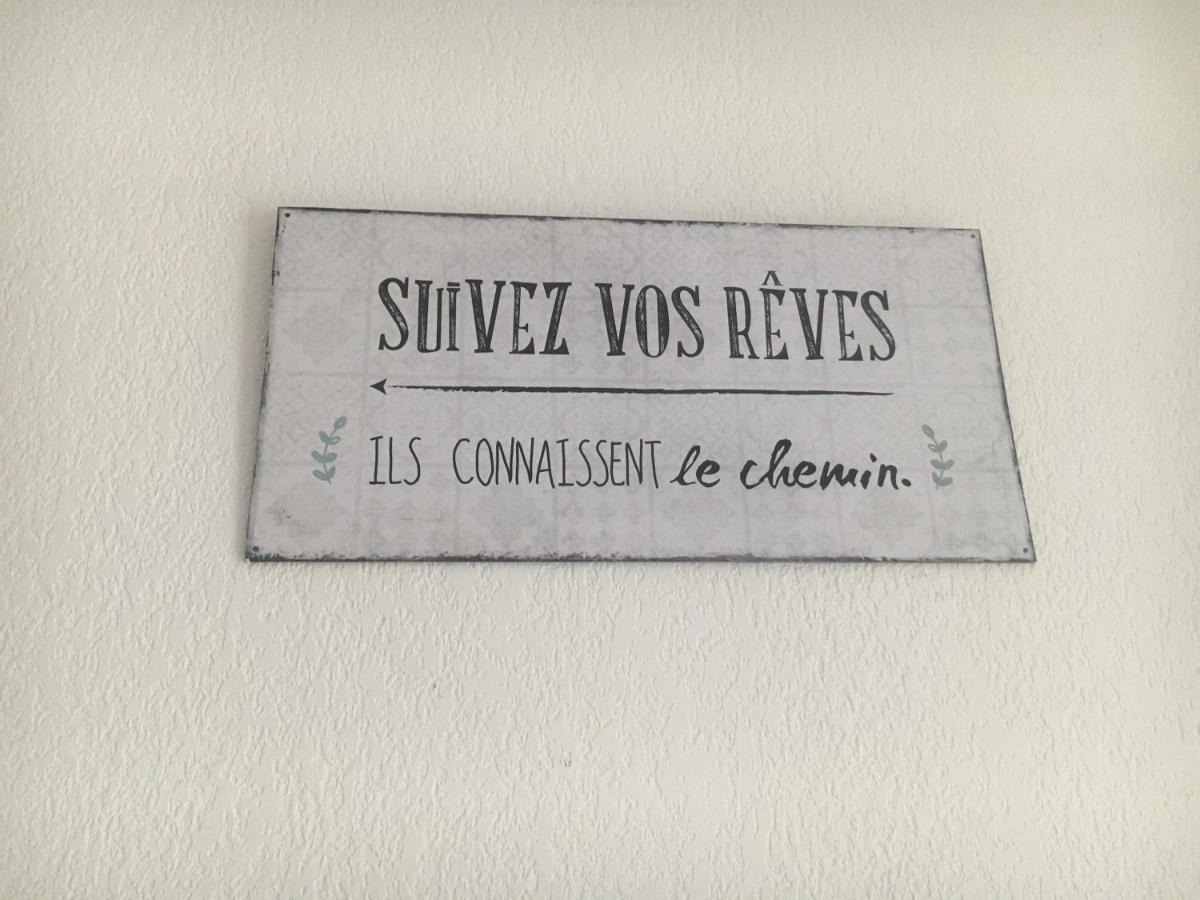 SUIVEZ VOS RÊVES
ILS CONNAISSENT le chemin.